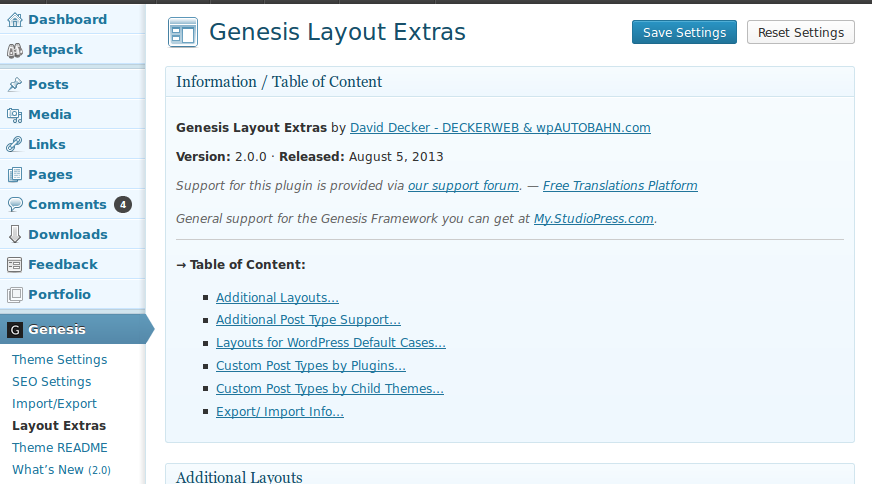 Dashboard
Jetpack
Posts
Media
Links
Pages
Comments 4
Downloads
Feedback
Portfolio
G Genesis
Theme Settings
SEO Settings
Import/Export
Layout Extras
Theme README
What's New (2.0)
Genesis Layout Extras
Save Settings
Reset Settings
Information / Table of Content
Genesis Layout Extras by David Decker - DECKERWEB & wpAUTOBAHN.com
Version: 2.0.0 · Released: August 5, 2013
Support for this plugin is provided via our support forum. — Free Translations Platform
General support for the Genesis Framework you can get at My.StudioPress.com.
→ Table of Content:
Additional Layouts...
Additional Post Type Support...
Layouts for WordPress Default Cases...
Custom Post Types by Plugins...
Custom Post Types by Child Themes...
Export/ Import Info...
Additional Layouts